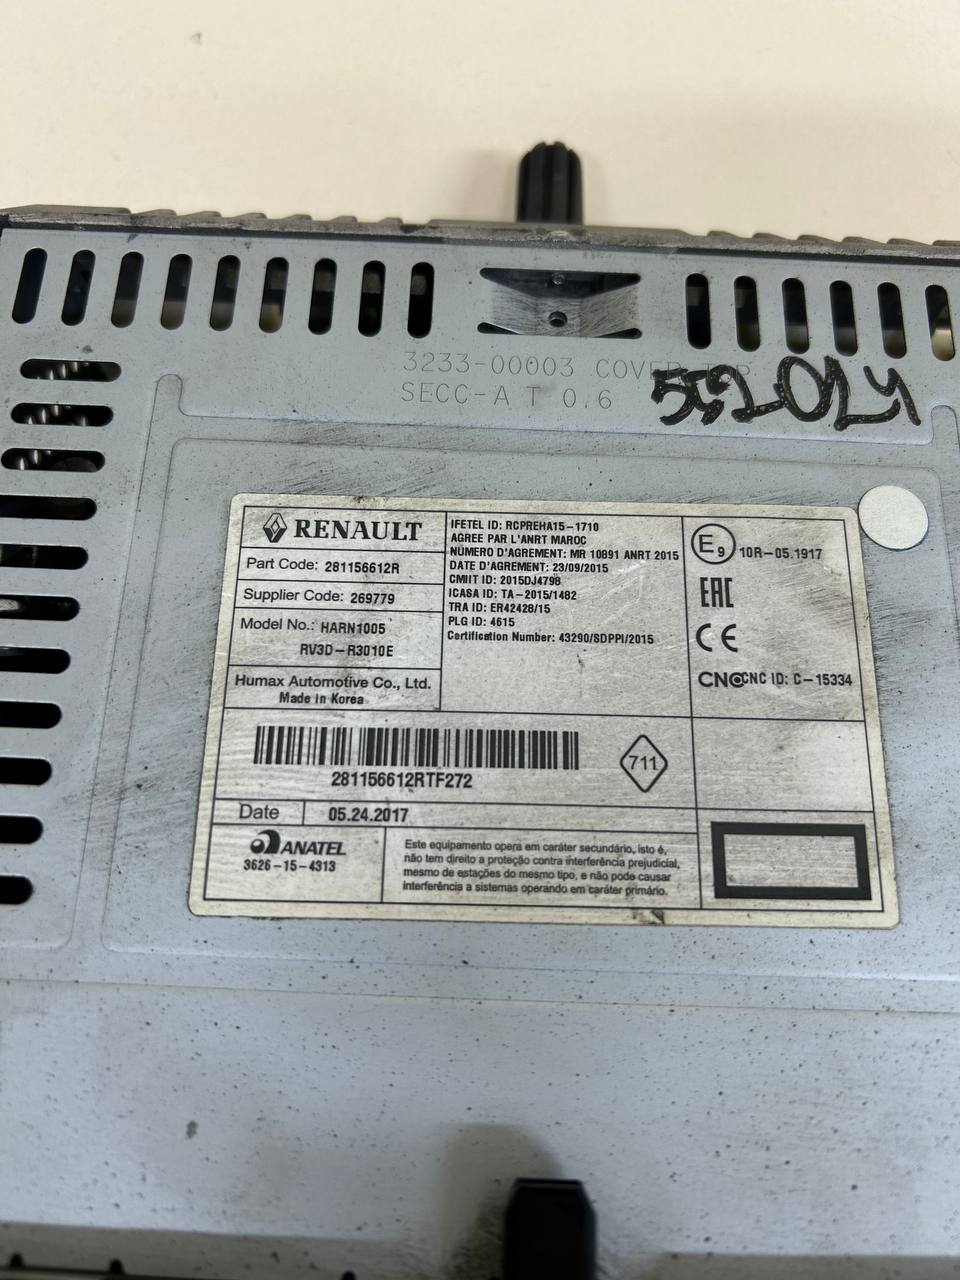 3233-00003 COVER TOP
SECC-A T 0.6
RENAULT
Part Code: 281156612R
Supplier Code: 269779
Model No.: HARN1005
RV3D-R3010E
Humax Automotive Co., Ltd.
Made in Korea
IFETEL ID: RCPREHA15-1710
AGREE PAR L'ANRT MAROC
NUMERO D'AGREMENT: MR 10891 ANRT 2015
DATE D'AGREMENT: 23/09/2015
CMIIT ID: 2015DJ4798
ICASA ID: TA-2015/1482
TRA ID: ER42428/15
PLG ID: 4615
Certification Number: 43290/SDPPI/2015
E9 10R-05.1917
EAC
CE
CNC CNC ID: C-15334
281156612RTF272
711
Date 05.24.2017
ANATEL
3626-15-4313
Este equipamento opera em caráter secundário, isto é,
não tem direito a proteção contra interferência prejudicial,
mesmo de estações do mesmo tipo, e não pode causar
interferência a sistemas operando em caráter primário.